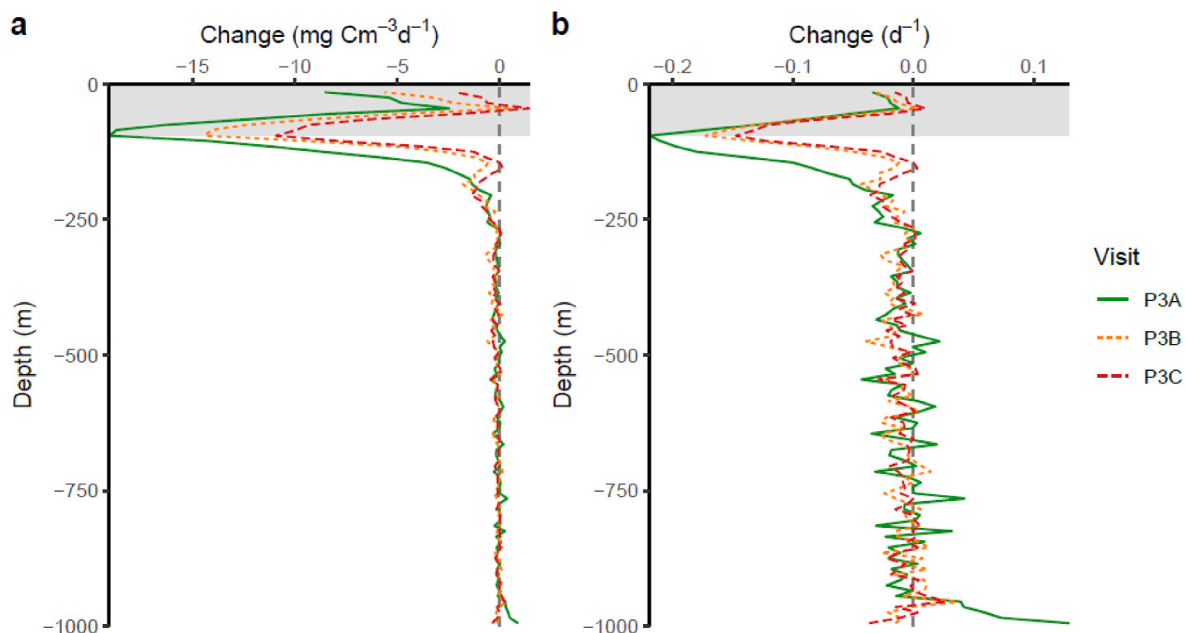 a
Change (mg Cm⁻³d⁻¹)
−15 −10 −5 0
0
−250
−500
−750
−1000
Depth (m)
b
Change (d⁻¹)
−0.2 −0.1 0.0 0.1
0
−250
−500
−750
−1000
Depth (m)
Visit
P3A
P3B
P3C